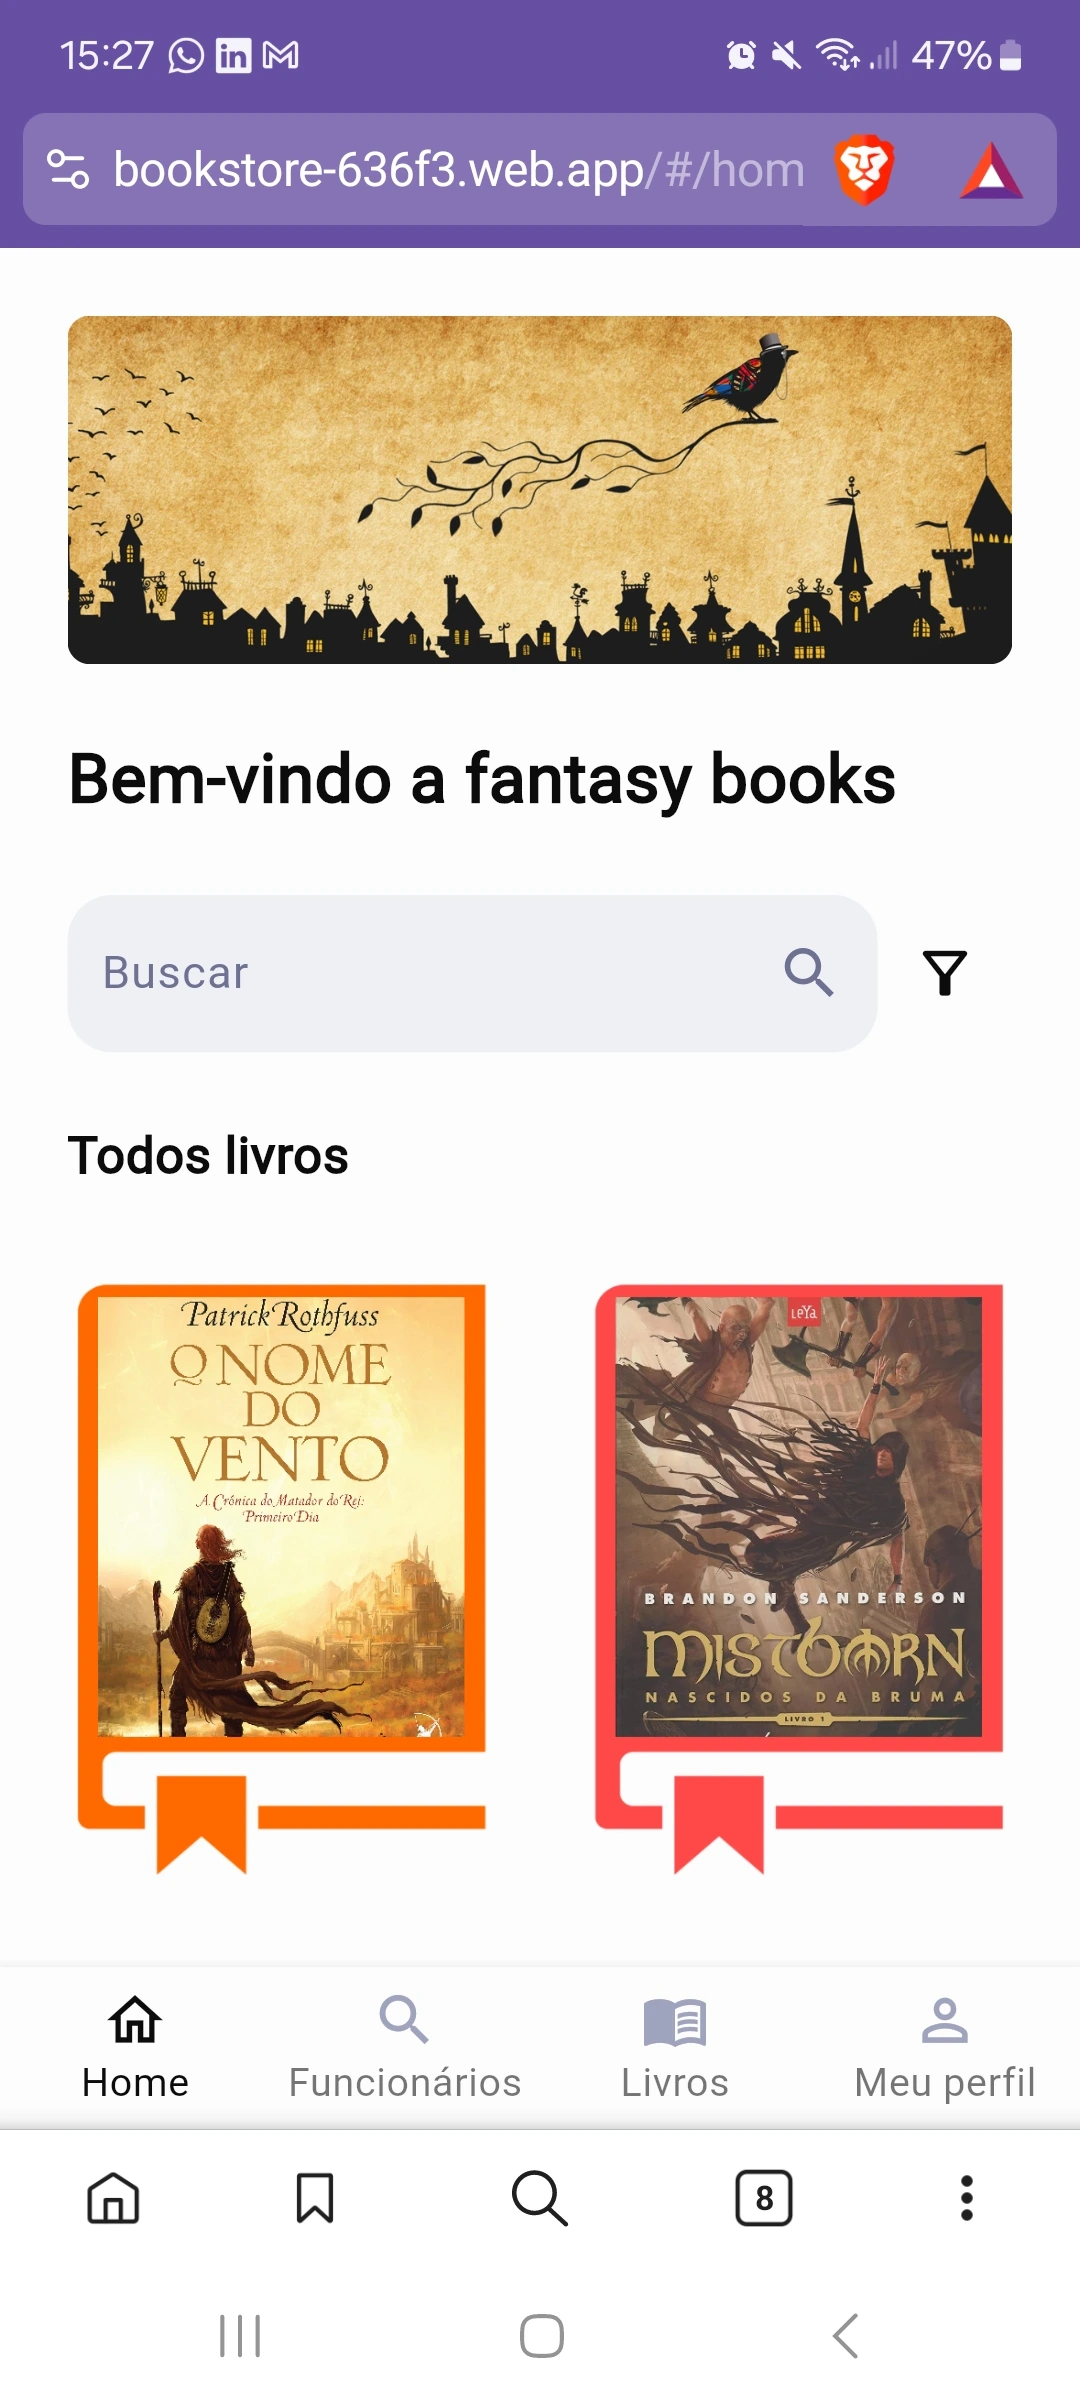 15:27
47%
bookstore-636f3.web.app/#/hom
Bem-vindo a fantasy books
Buscar
Todos livros
Patrick Rothfuss
O NOME
DO
VENTO
A Crônica do Matador do Rei:
Primeiro Dia
LeYa
BRANDON SANDERSON
MISTBORN
NASCIDOS DA BRUMA
LIVRO 1
Home
Funcionários
Livros
Meu perfil
8